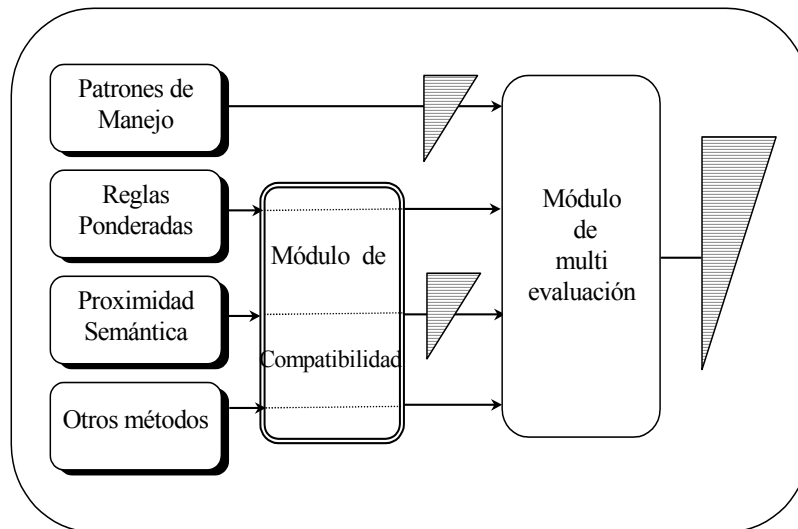 Patrones de
Manejo
Reglas
Ponderadas
Proximidad
Semántica
Otros métodos
Módulo de
Compatibilidad
Módulo
de
multi
evaluación